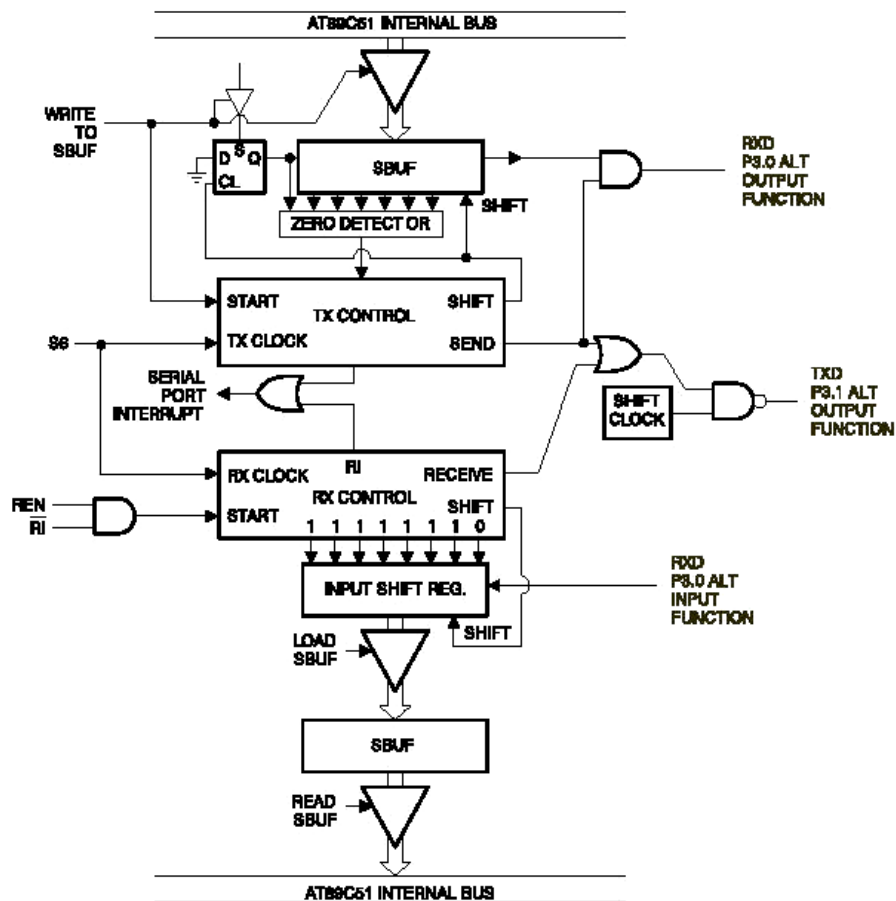 AT89C51 INTERNAL BUS
WRITE
TO
SBUF
D S Q
CL
SBUF
SHIFT
RXD
P3.0 ALT
OUTPUT
FUNCTION
ZERO DETECTOR
START
SHIFT
TX CONTROL
TX CLOCK
SEND
S6
SERIAL
PORT
INTERRUPT
SHIFT
CLOCK
TXD
P3.1 ALT
OUTPUT
FUNCTION
RX CLOCK
RI
RECEIVE
RX CONTROL
SHIFT
START
REN
RI
1 1 1 1 1 1 1 0
INPUT SHIFT REG.
RXD
P3.0 ALT
INPUT
FUNCTION
SHIFT
LOAD
SBUF
SBUF
READ
SBUF
AT89C51 INTERNAL BUS